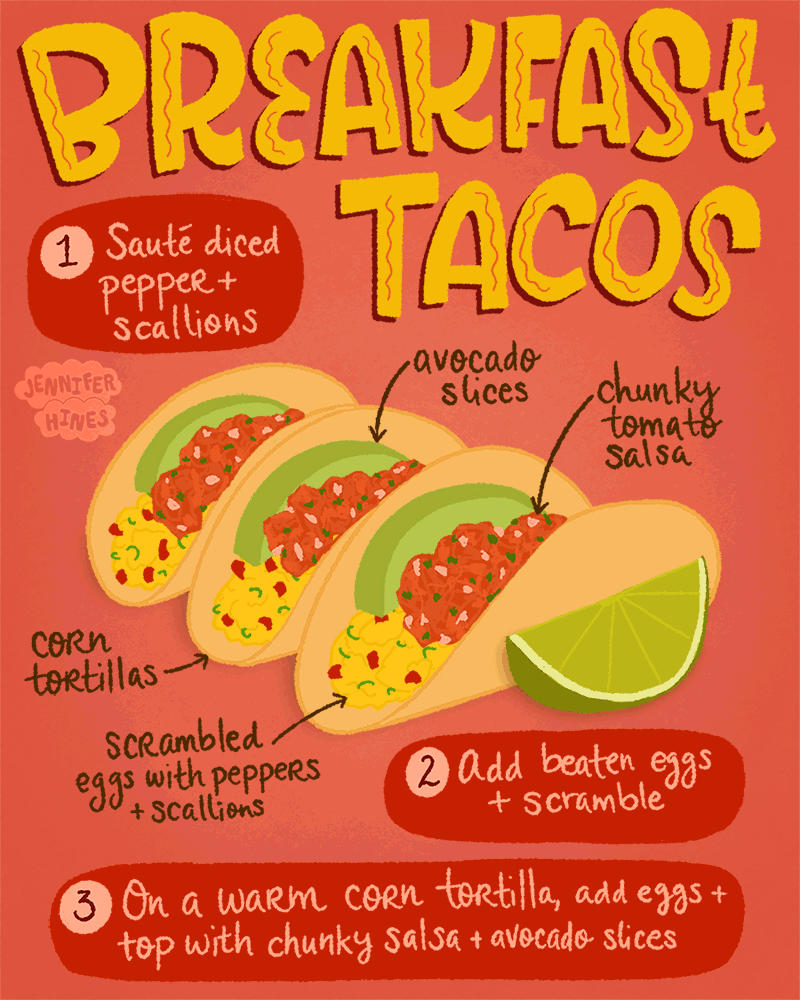 BREAKFAST
TACOS
1 Sauté diced
pepper +
scallions
JENNIFER
HINES
avocado
slices
chunky
tomato
salsa
corn
tortillas
scrambled
eggs with peppers
+ scallions
2 Add beaten eggs
+ scramble
3 On a warm corn tortilla, add eggs +
top with chunky salsa + avocado slices